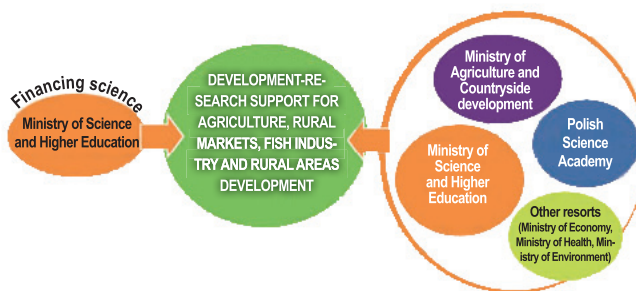 Financing science
Ministry of Science
and Higher Education
DEVELOPMENT-RE-
SEARCH SUPPORT FOR
AGRICULTURE, RURAL
MARKETS, FISH INDUS-
TRY AND RURAL AREAS
DEVELOPMENT
Ministry of
Agriculture and
Countryside
development
Polish
Science
Academy
Ministry of
Science
and Higher
Education
Other resorts
(Ministry of Economy,
Ministry of Health, Min-
istry of Environment)